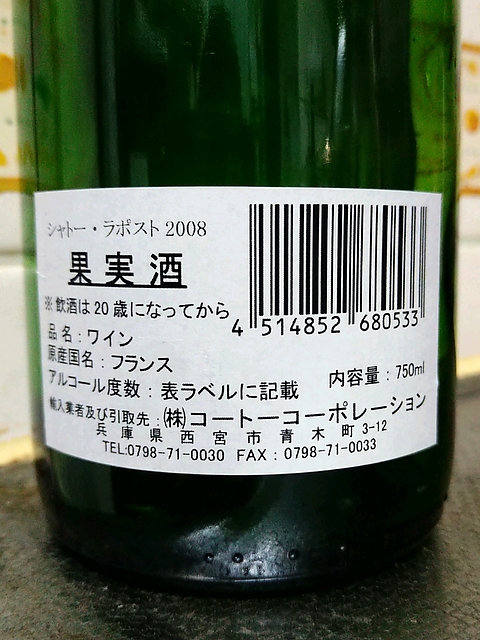 シャトー・ラポスト 2008
果実酒
※飲酒は20歳になってから
4 514852 680533
品名:ワイン
原産国名:フランス
アルコール度数:表ラベルに記載 内容量:750ml
輸入業者及び引取先:(株)コートーコーポレーション
兵庫県西宮市青木町 3-12
TEL:0798-71-0030 FAX:0798-71-0033